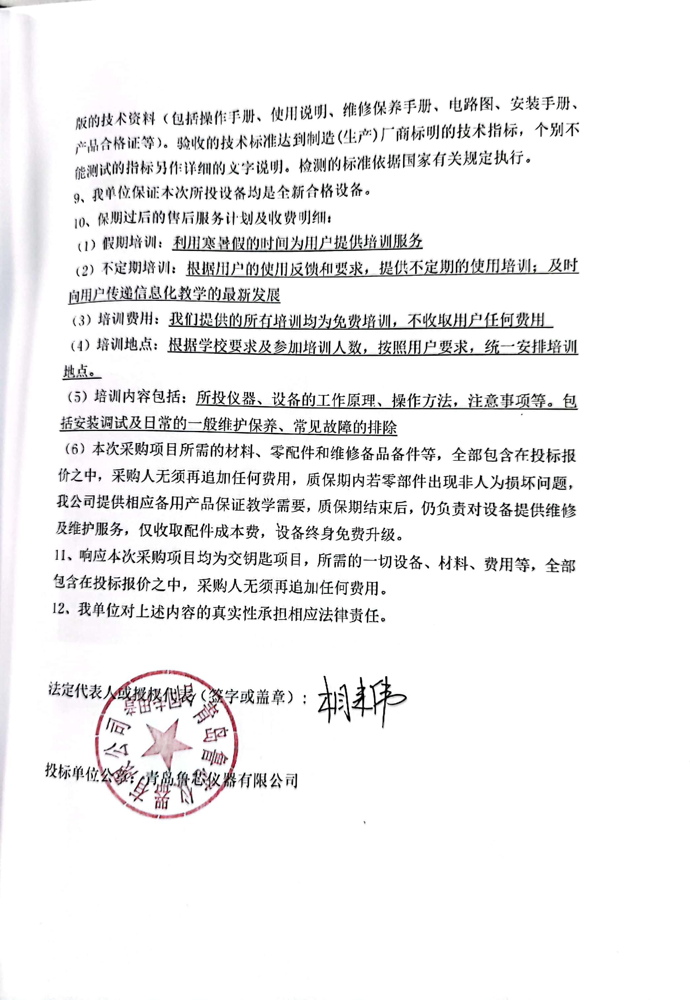 版的技术资料（包括操作手册、使用说明、维修保养手册、电路图、安装手册、
产品合格证等）。验收的技术标准达到制造(生产)厂商标明的技术指标，个别不
能测试的指标另作详细的文字说明。检测的标准依据国家有关规定执行。
9、我单位保证本次所投设备均是全新合格设备。
10、保期过后的售后服务计划及收费明细：
（1）假期培训：利用寒暑假的时间为用户提供培训服务
（2）不定期培训：根据用户的使用反馈和要求，提供不定期的使用培训；及时
向用户传递信息化教学的最新发展
（3）培训费用：我们提供的所有培训均为免费培训，不收取用户任何费用
（4）培训地点：根据学校要求及参加培训人数，按照用户要求，统一安排培训
地点。
（5）培训内容包括：所投仪器、设备的工作原理、操作方法，注意事项等。包
括安装调试及日常的一般维护保养、常见故障的排除
（6）本次采购项目所需的材料、零配件和维修备品备件等，全部包含在投标报
价之中，采购人无须再追加任何费用，质保期内若零部件出现非人为损坏问题，
我公司提供相应备用产品保证教学需要，质保期结束后，仍负责对设备提供维修
及维护服务，仅收取配件成本费，设备终身免费升级。
11、响应本次采购项目均为交钥匙项目，所需的一切设备、材料、费用等，全部
包含在投标报价之中，采购人无须再追加任何费用。
12、我单位对上述内容的真实性承担相应法律责任。
法定代表人或授权代表（签字或盖章）：相来伟
投标单位公章：青岛鲁芯仪器有限公司
青岛鲁芯仪器有限公司
合同专用章